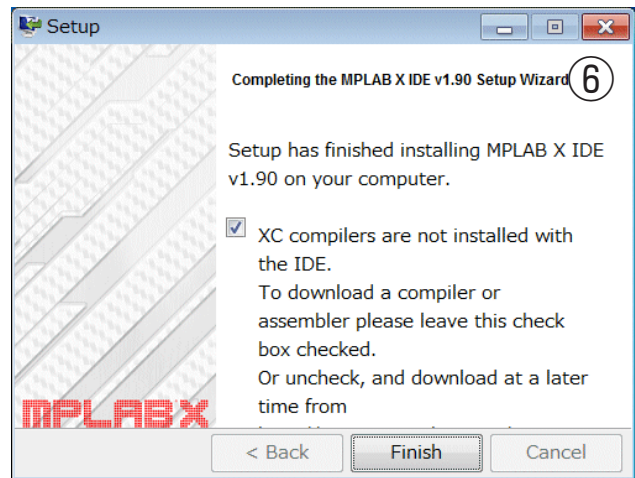 Setup
Completing the MPLAB X IDE v1.90 Setup Wizard
⑥
Setup has finished installing MPLAB X IDE
v1.90 on your computer.
XC compilers are not installed with
the IDE.
To download a compiler or
assembler please leave this check
box checked.
Or uncheck, and download at a later
time from
MPLABX
< Back
Finish
Cancel